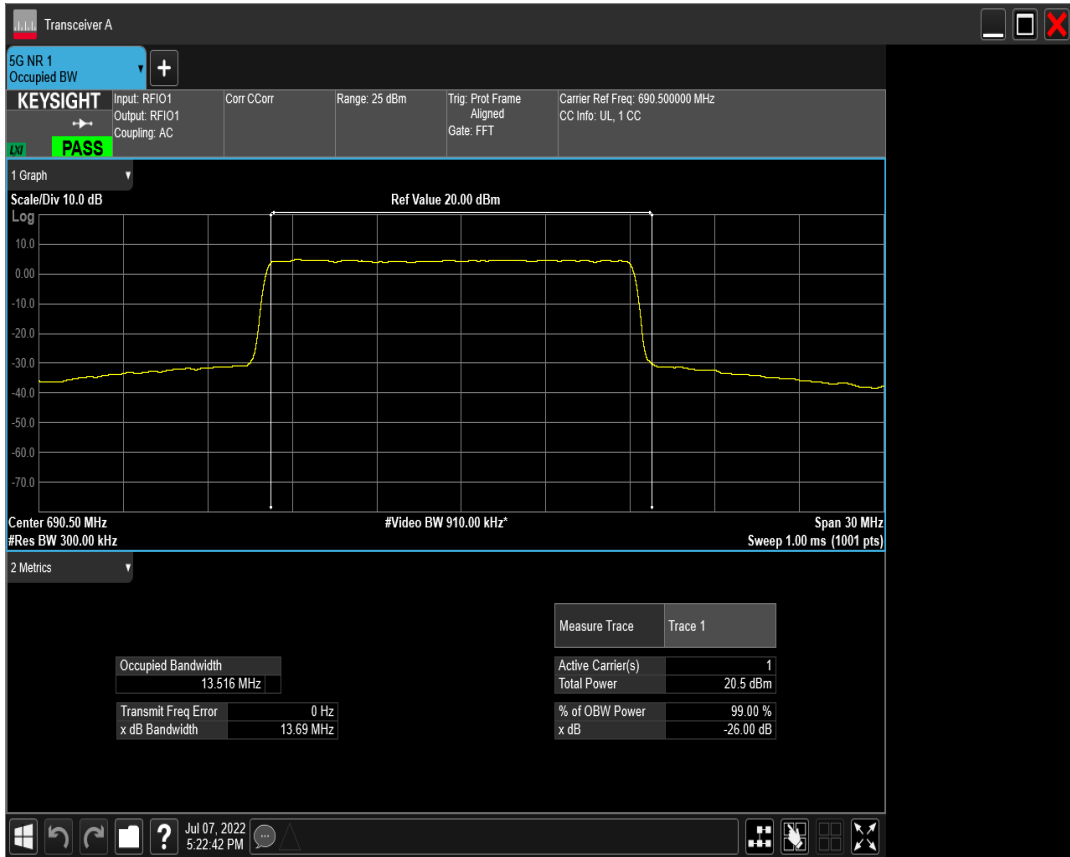 Transceiver A
5G NR 1
Occupied BW
+
KEYSIGHT
LXI
PASS
Input: RFIO1
Output: RFIO1
Coupling: AC
Corr CCorr
Range: 25 dBm
Trig: Prot Frame
Aligned
Gate: FFT
Carrier Ref Freq: 690.500000 MHz
CC Info: UL, 1 CC
1 Graph
Scale/Div 10.0 dB
Ref Value 20.00 dBm
Log
10.0
0.00
-10.0
-20.0
-30.0
-40.0
-50.0
-60.0
-70.0
Center 690.50 MHz
#Video BW 910.00 kHz*
Span 30 MHz
#Res BW 300.00 kHz
Sweep 1.00 ms (1001 pts)
2 Metrics
Measure Trace Trace 1
Occupied Bandwidth
13.516 MHz
Active Carrier(s) 1
Total Power 20.5 dBm
Transmit Freq Error 0 Hz
x dB Bandwidth 13.69 MHz
% of OBW Power 99.00 %
x dB -26.00 dB
?
Jul 07, 2022
5:22:42 PM